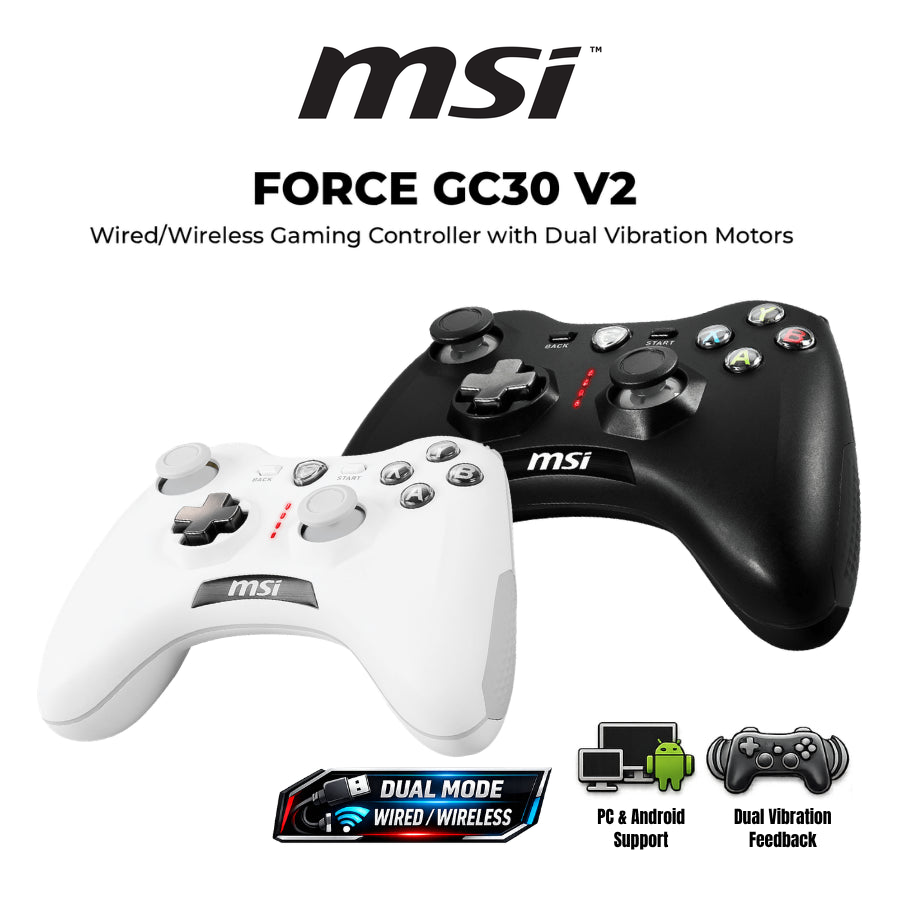 msi™
FORCE GC30 V2
Wired/Wireless Gaming Controller with Dual Vibration Motors
BACK
START
Y
X
B
A
msi
BACK
START
Y
X
B
A
msi
DUAL MODE
WIRED / WIRELESS
PC & Android
Support
Dual Vibration
Feedback